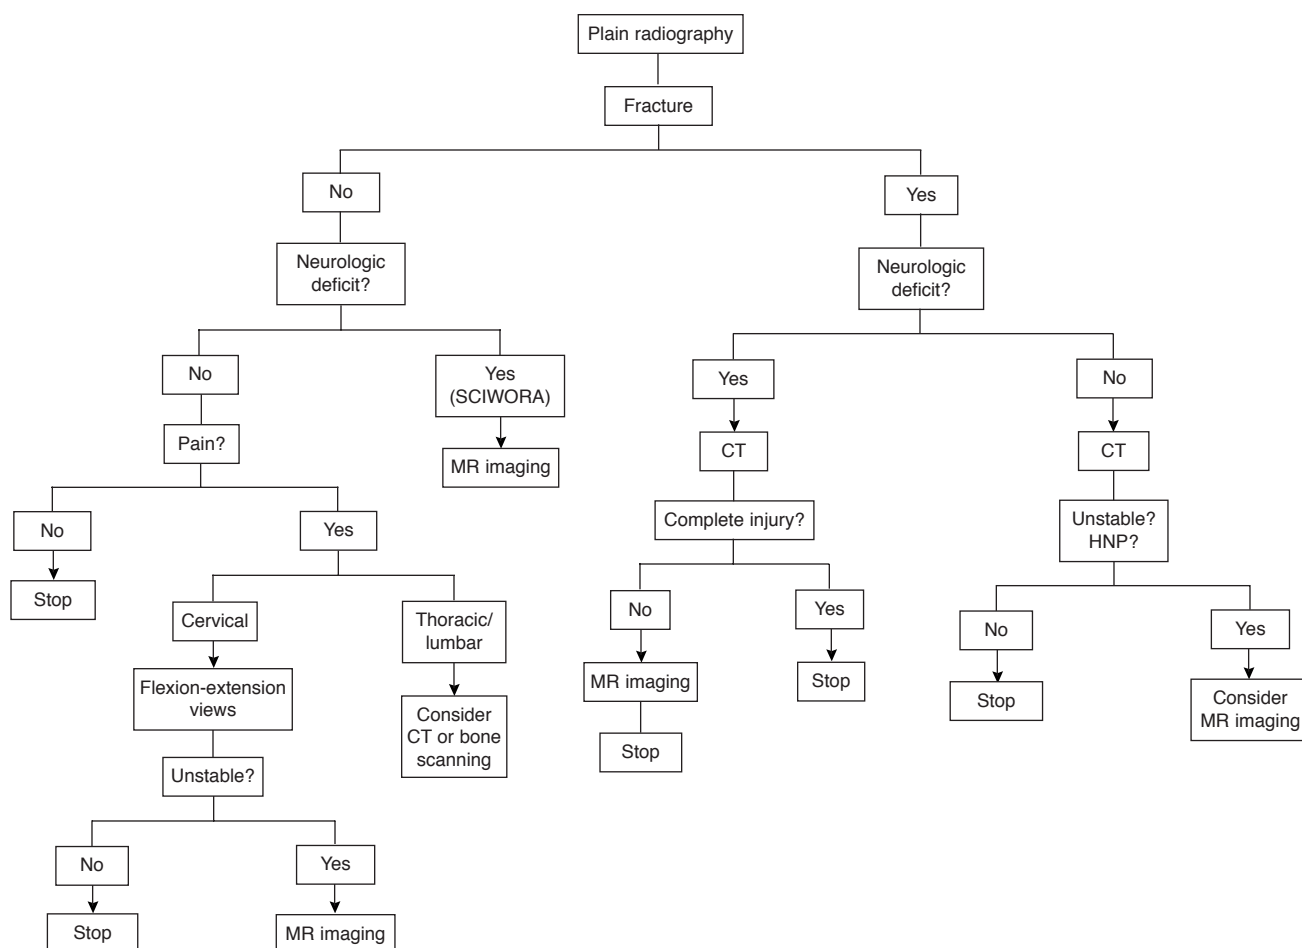 Plain radiography
Fracture
No
Yes
Neurologic
deficit?
Neurologic
deficit?
No
Yes
(SCIWORA)
Yes
No
Pain?
MR imaging
CT
CT
No
Yes
Complete injury?
Unstable?
HNP?
Stop
Cervical
Thoracic/
lumbar
No
Yes
No
Yes
Flexion-extension
views
Consider
CT or bone
scanning
MR imaging
Stop
Stop
Consider
MR imaging
Unstable?
Stop
No
Yes
Stop
MR imaging